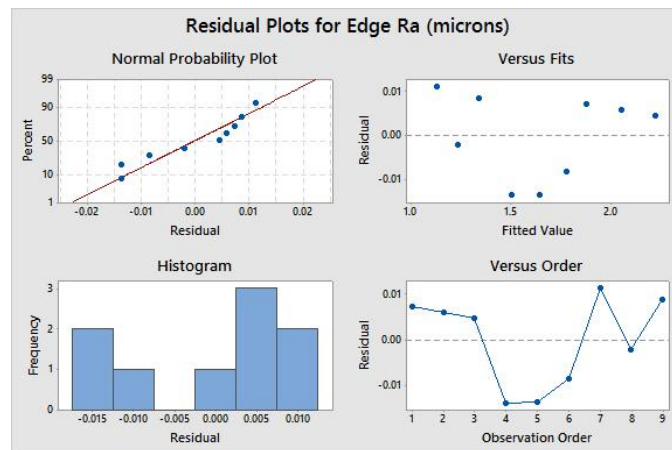 Residual Plots for Edge Ra (microns)
Normal Probability Plot
99
90
50
10
1
Percent
-0.02 -0.01 0.00 0.01 0.02
Residual
Versus Fits
0.01
0.00
-0.01
Residual
1.0 1.5 2.0
Fitted Value
Histogram
3
2
1
0
Frequency
-0.015 -0.010 -0.005 0.000 0.005 0.010
Residual
Versus Order
0.01
0.00
-0.01
Residual
1 2 3 4 5 6 7 8 9
Observation Order